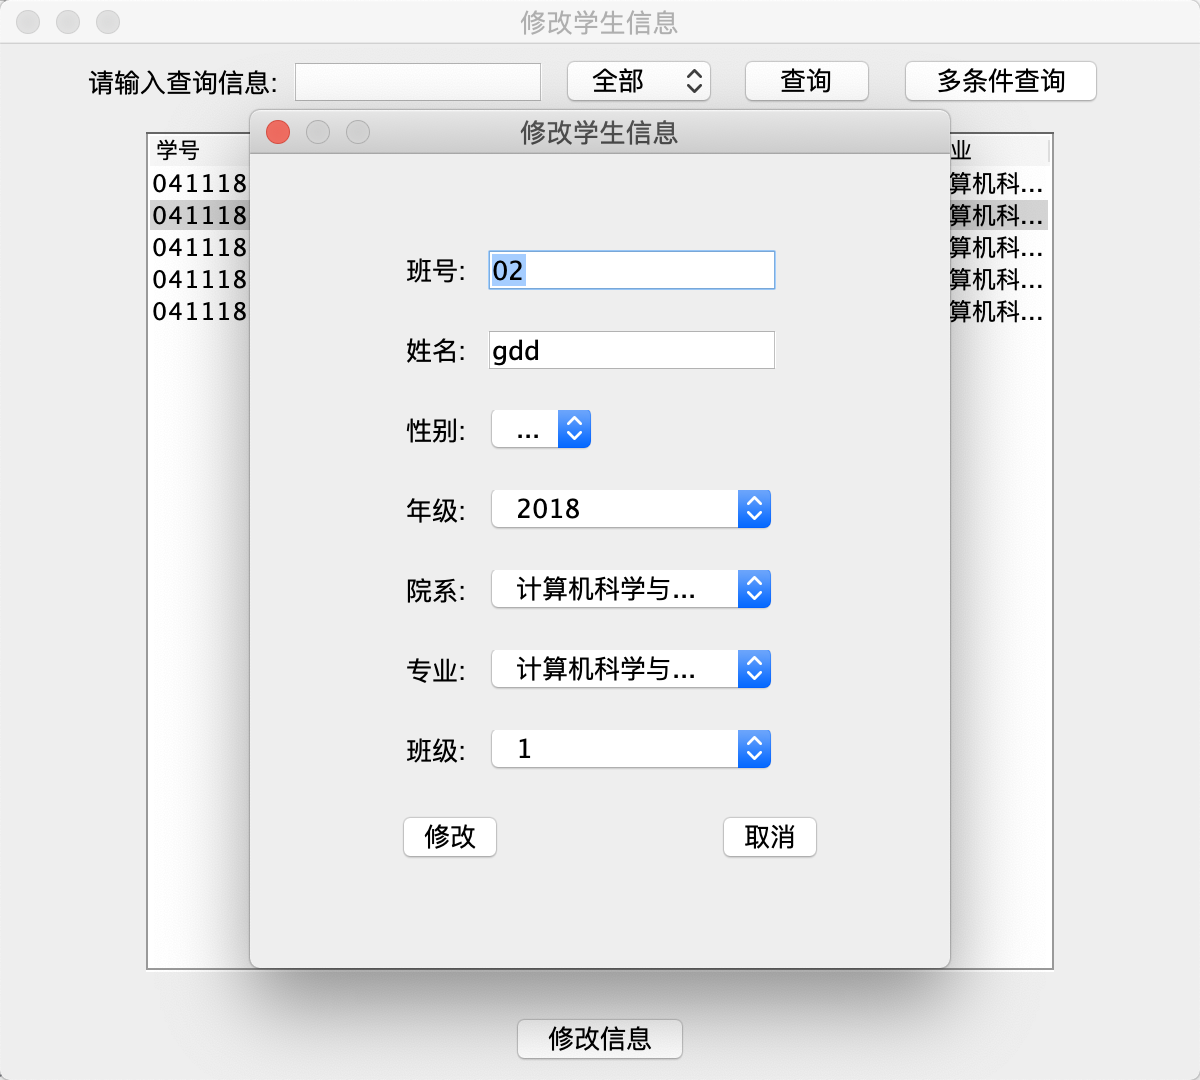 修改学生信息
请输入查询信息:
全部
查询
多条件查询
学号
业
041118
算机科...
041118
算机科...
041118
算机科...
041118
算机科...
041118
算机科...
修改学生信息
班号: 02
姓名: gdd
性别: ...
年级: 2018
院系: 计算机科学与...
专业: 计算机科学与...
班级: 1
修改
取消
修改信息